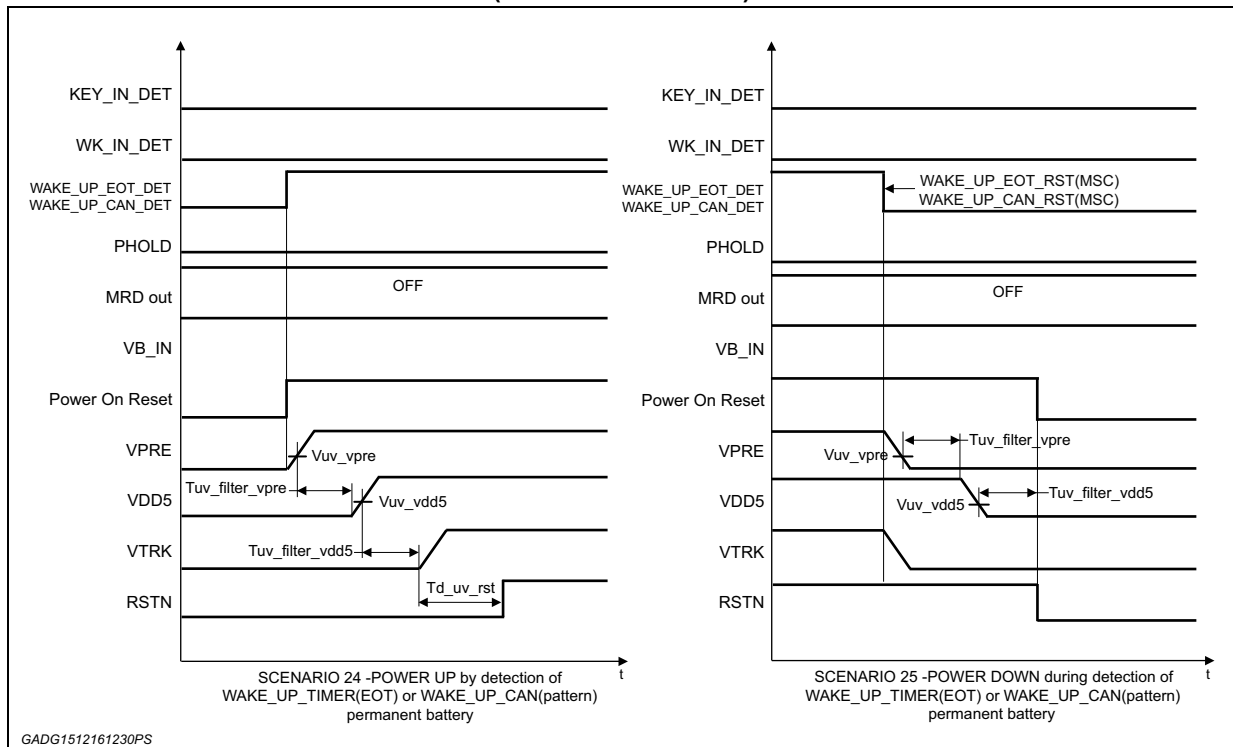 KEY_IN_DET
WK_IN_DET
WAKE_UP_EOT_DET
WAKE_UP_CAN_DET
PHOLD
OFF
MRD out
VB_IN
Power On Reset
VPRE
Vuv_vpre
Tuv_filter_vpre
VDD5
Vuv_vdd5
Tuv_filter_vdd5
VTRK
Td_uv_rst
RSTN
t
SCENARIO 24 -POWER UP by detection of
WAKE_UP_TIMER(EOT) or WAKE_UP_CAN(pattern)
permanent battery
KEY_IN_DET
WK_IN_DET
WAKE_UP_EOT_DET
WAKE_UP_CAN_DET
WAKE_UP_EOT_RST(MSC)
WAKE_UP_CAN_RST(MSC)
PHOLD
OFF
MRD out
VB_IN
Power On Reset
VPRE
Vuv_vpre
Tuv_filter_vpre
VDD5
Vuv_vdd5
Tuv_filter_vdd5
VTRK
RSTN
t
SCENARIO 25 -POWER DOWN during detection of
WAKE_UP_TIMER(EOT) or WAKE_UP_CAN(pattern)
permanent battery
GADG1512161230PS